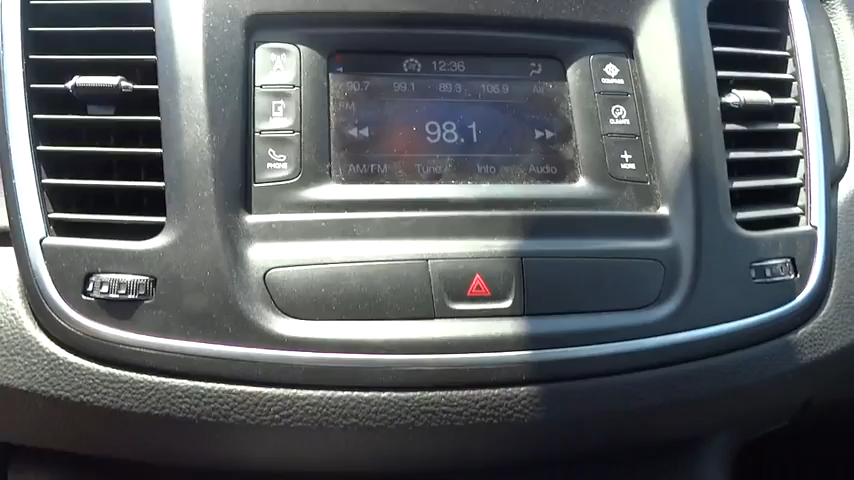 12:36
90.7 99.1 89.3 106.9 AM
FM
98.1
AM/FM Tune Info Audio
PHONE
COMPASS
CLIMATE
MORE